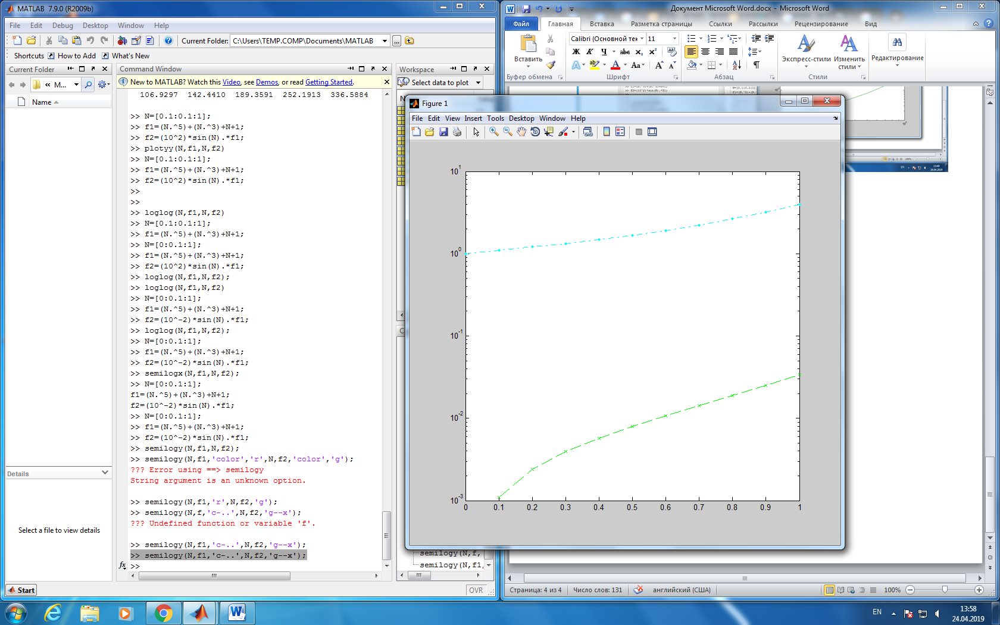 MATLAB 7.9.0 (R2009b)
File Edit Debug Desktop Window Help
Current Folder: C:\Users\TEMP.COMP\Documents\MATLAB
Shortcuts How to Add What's New
Current Folder
« M...
Name
Details
Select a file to view details
Start
Command Window
New to MATLAB? Watch this Video, see Demos, or read Getting Started.
106.9297 142.4410 189.3591 252.1913 336.5884
>> N=[0.1:0.1:1];
>> f1=(N.^5)+(N.^3)+N+1;
>> f2=(10^2)*sin(N).*f1;
>> plotyy(N,f1,N,f2)
>> N=[0.1:0.1:1];
>> f1=(N.^5)+(N.^3)+N+1;
>> f2=(10^2)*sin(N).*f1;
>>
>>
>> loglog(N,f1,N,f2)
>> N=[0.1:0.1:1];
>> f1=(N.^5)+(N.^3)+N+1;
>> N=[0:0.1:1];
>> f1=(N.^5)+(N.^3)+N+1;
>> f2=(10^2)*sin(N).*f1;
>> loglog(N,f1,N,f2);
>> loglog(N,f1,N,f2)
>> N=[0:0.1:1];
>> f1=(N.^5)+(N.^3)+N+1;
>> f2=(10^-2)*sin(N).*f1;
>> loglog(N,f1,N,f2);
>> N=[0:0.1:1];
>> f1=(N.^5)+(N.^3)+N+1;
>> f2=(10^-2)*sin(N).*f1;
>> semilogx(N,f1,N,f2);
>> N=[0:0.1:1];
f1=(N.^5)+(N.^3)+N+1;
f2=(10^-2)*sin(N).*f1;
>> N=[0:0.1:1];
>> f1=(N.^5)+(N.^3)+N+1;
>> f2=(10^-2)*sin(N).*f1;
>> semilogy(N,f1,N,f2);
>> semilogy(N,f1,'color','r',N,f2,'color','g');
??? Error using ==> semilogy
String argument is an unknown option.
>> semilogy(N,f1,'r',N,f2,'g');
>> semilogy(N,f,'c-..',N,f2,'g--x');
??? Undefined function or variable 'f'.
>> semilogy(N,f1,'c-..',N,f2,'g--x');
>> semilogy(N,f1,'c-..',N,f2,'g--x');
fx >>
Workspace
Select data to plot
semilogy(N,f,
semilogy(N,f1,
OVR
Figure 1
File Edit View Insert Tools Desktop Window Help
10^1
10^0
10^-1
10^-2
10^-3
0 0.1 0.2 0.3 0.4 0.5 0.6 0.7 0.8 0.9 1
Документ Microsoft Word.docx - Microsoft Word
Файл Главная Вставка Разметка страницы Ссылки Рассылки Рецензирование Вид
Вставить
Calibri (Основной тек 11
Ж К Ч abc x₂ x²
Aa
Экспресс-стили
Изменить стили
Редактирование
Буфер обмена Шрифт Абзац Стили
Страница: 4 из 4 Число слов: 131 английский (США) 100%
EN 13:58
24.04.2019